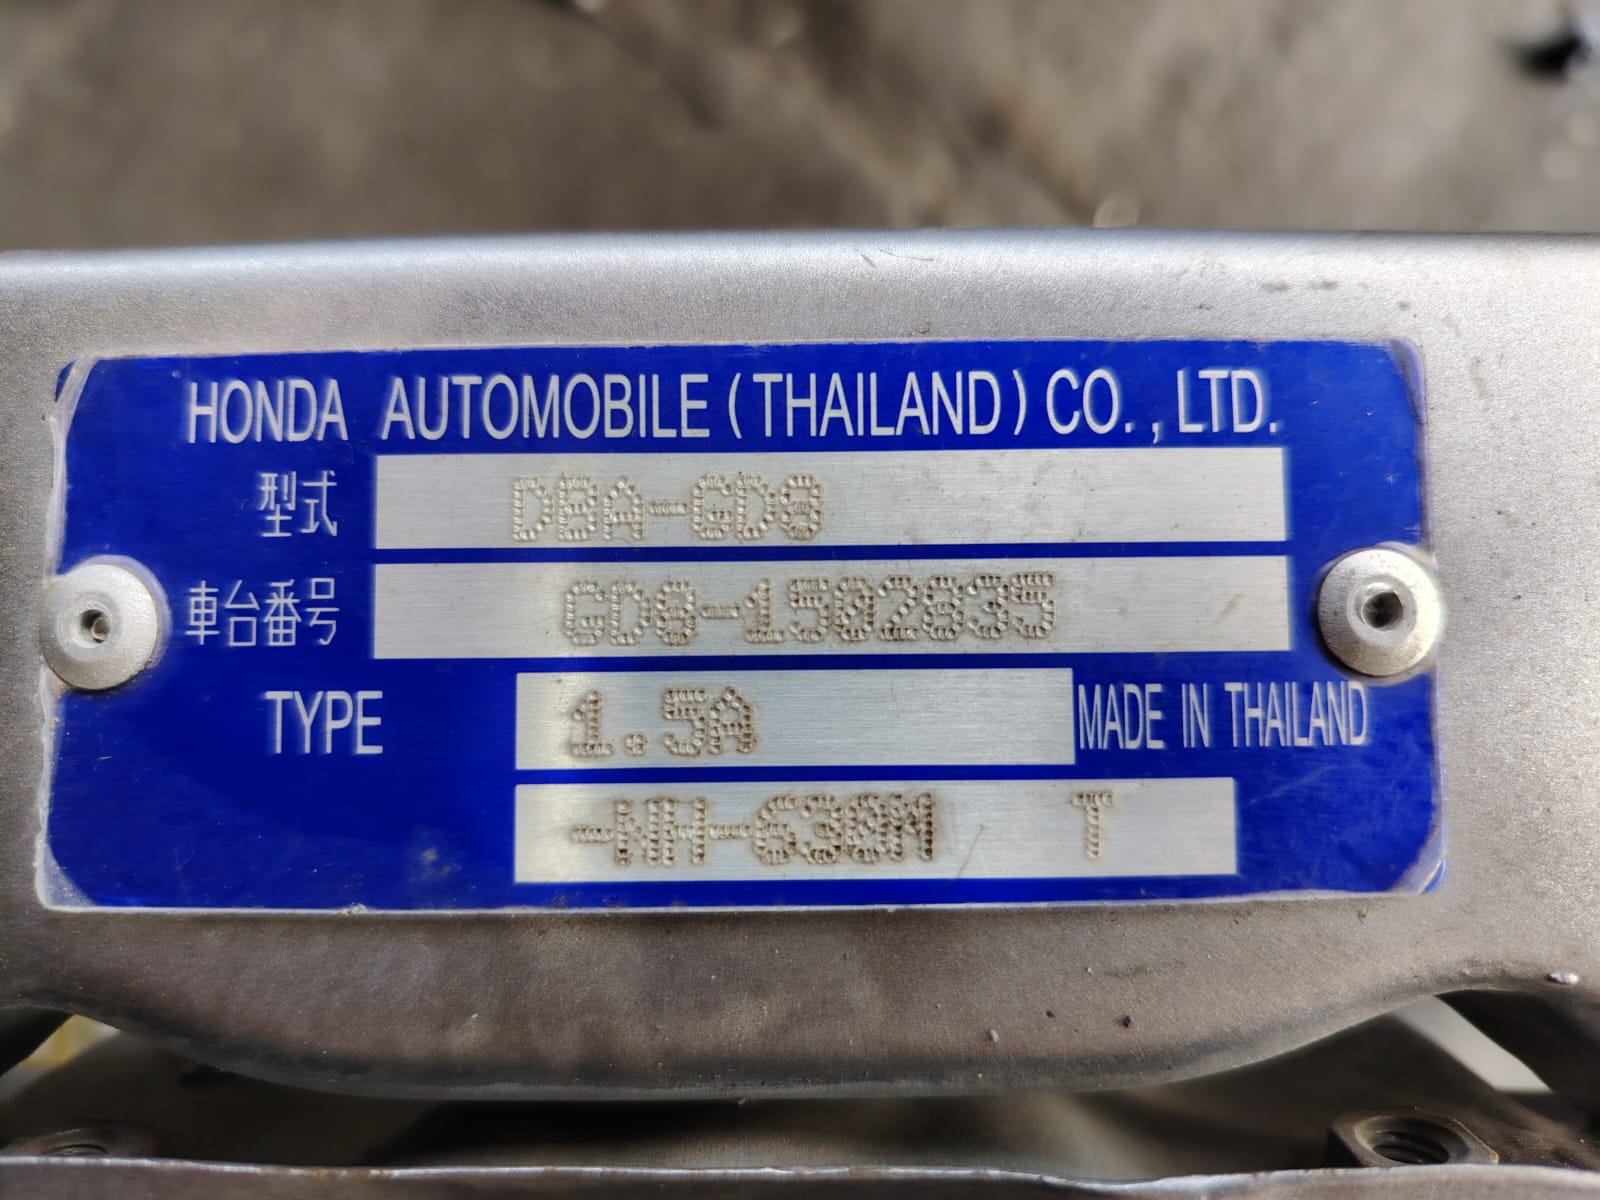 HONDA AUTOMOBILE (THAILAND) CO., LTD.
型式 DBA-GD8
車台番号 GD8-1502835
TYPE 1.5A MADE IN THAILAND
-NH-630M T